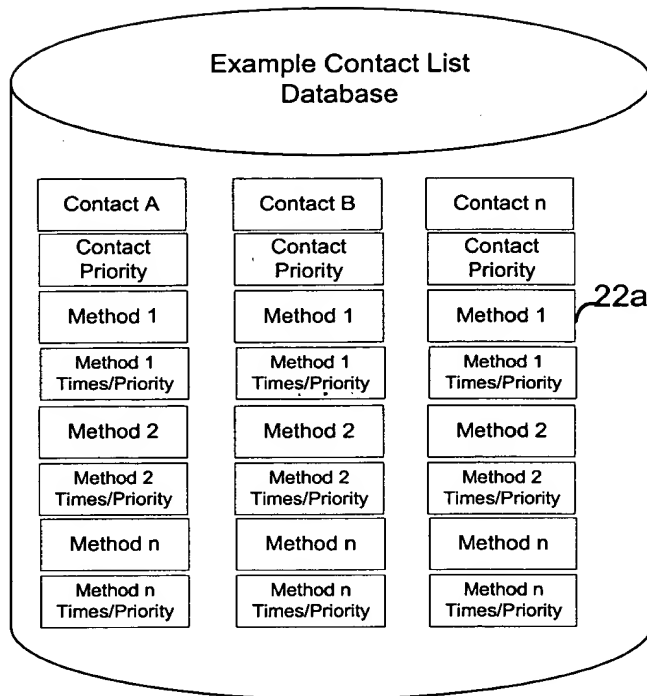 Example Contact List
Database
Contact A
Contact
Priority
Method 1
Method 1
Times/Priority
Method 2
Method 2
Times/Priority
Method n
Method n
Times/Priority
Contact B
Contact
Priority
Method 1
Method 1
Times/Priority
Method 2
Method 2
Times/Priority
Method n
Method n
Times/Priority
Contact n
Contact
Priority
Method 1
22a
Method 1
Times/Priority
Method 2
Method 2
Times/Priority
Method n
Method n
Times/Priority